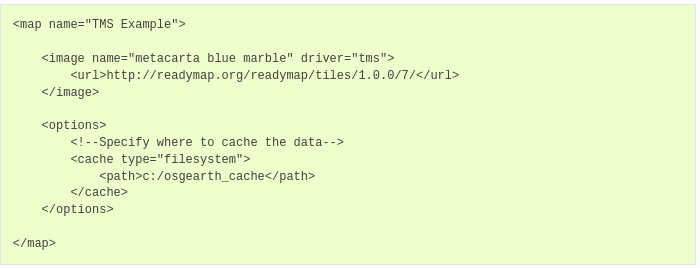 <map name="TMS Example">
<image name="metacarta blue marble" driver="tms">
<url>http://readymap.org/readymap/tiles/1.0.0/7/</url>
</image>
<options>
<!--Specify where to cache the data-->
<cache type="filesystem">
<path>c:/osgearth_cache</path>
</cache>
</options>
</map>